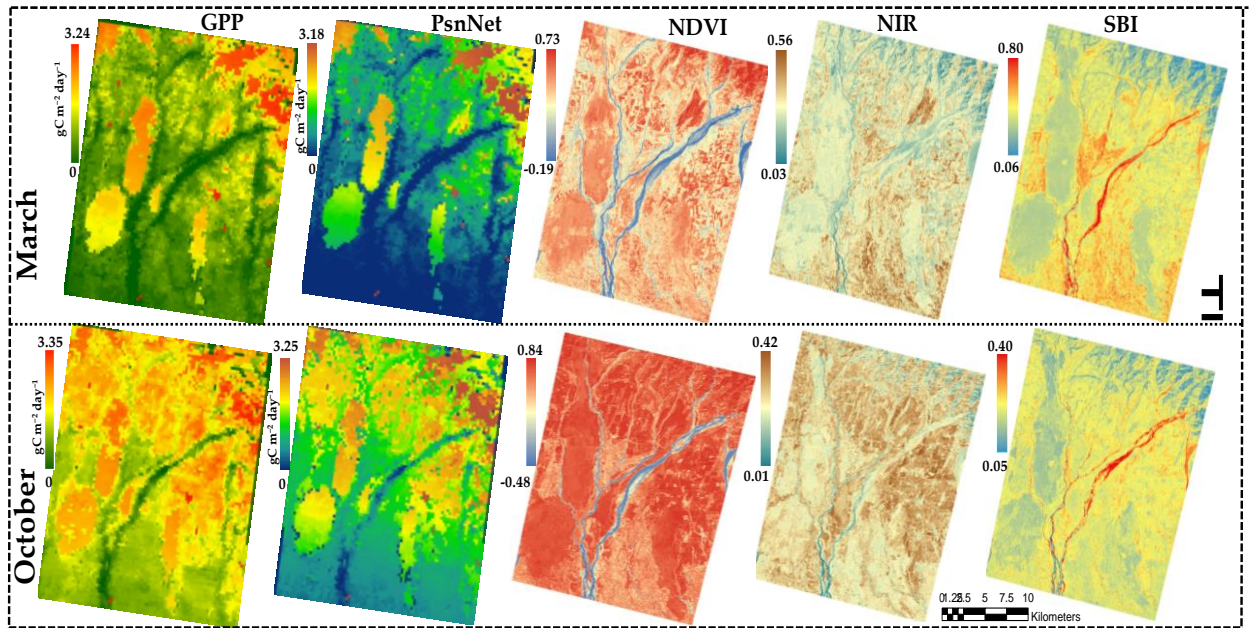 GPP PsnNet NDVI NIR SBI
March
3.24
gC m⁻² day⁻¹
0
3.18
gC m⁻² day⁻¹
0
0.73
-0.19
0.56
0.03
0.80
0.06
October
3.35
gC m⁻² day⁻¹
0
3.25
gC m⁻² day⁻¹
0
0.84
-0.48
0.42
0.01
0.40
0.05
5 7.5 10
Kilometers